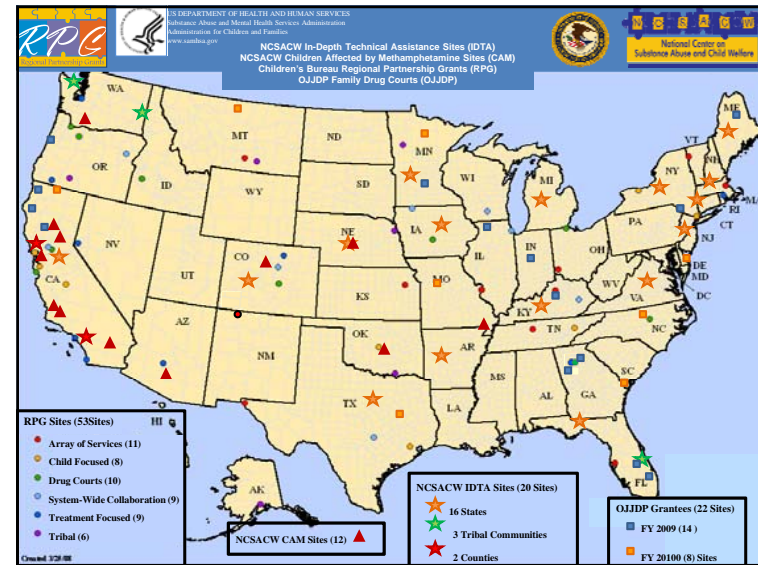 US DEPARTMENT OF HEALTH AND HUMAN SERVICES
Substance Abuse and Mental Health Services Administration
Administration for Children and Families
www.samhsa.gov
RPG
Regional Partnership Grants
NCSACW
National Center on
Substance Abuse and Child Welfare
NCSACW In-Depth Technical Assistance Sites (IDTA)
NCSACW Children Affected by Methamphetamine Sites (CAM)
Children's Bureau Regional Partnership Grants (RPG)
OJJDP Family Drug Courts (OJJDP)
WA
MT
ND
MN
ME
VT
NH
OR
ID
SD
WI
MI
NY
MA
RI
CT
WY
NV
NE
IA
PA
NJ
UT
CO
IL
IN
OH
DE
MD
DC
CA
KS
MO
WV
VA
KY
AZ
NM
OK
AR
TN
NC
SC
MS
AL
GA
TX
LA
HI
FL
AK
RPG Sites (53Sites)
Array of Services (11)
Child Focused (8)
Drug Courts (10)
System-Wide Collaboration (9)
Treatment Focused (9)
Tribal (6)
Created 3/25/08
NCSACW CAM Sites (12)
NCSACW IDTA Sites (20 Sites)
16 States
3 Tribal Communities
2 Counties
OJJDP Grantees (22 Sites)
FY 2009 (14 )
FY 20100 (8) Sites